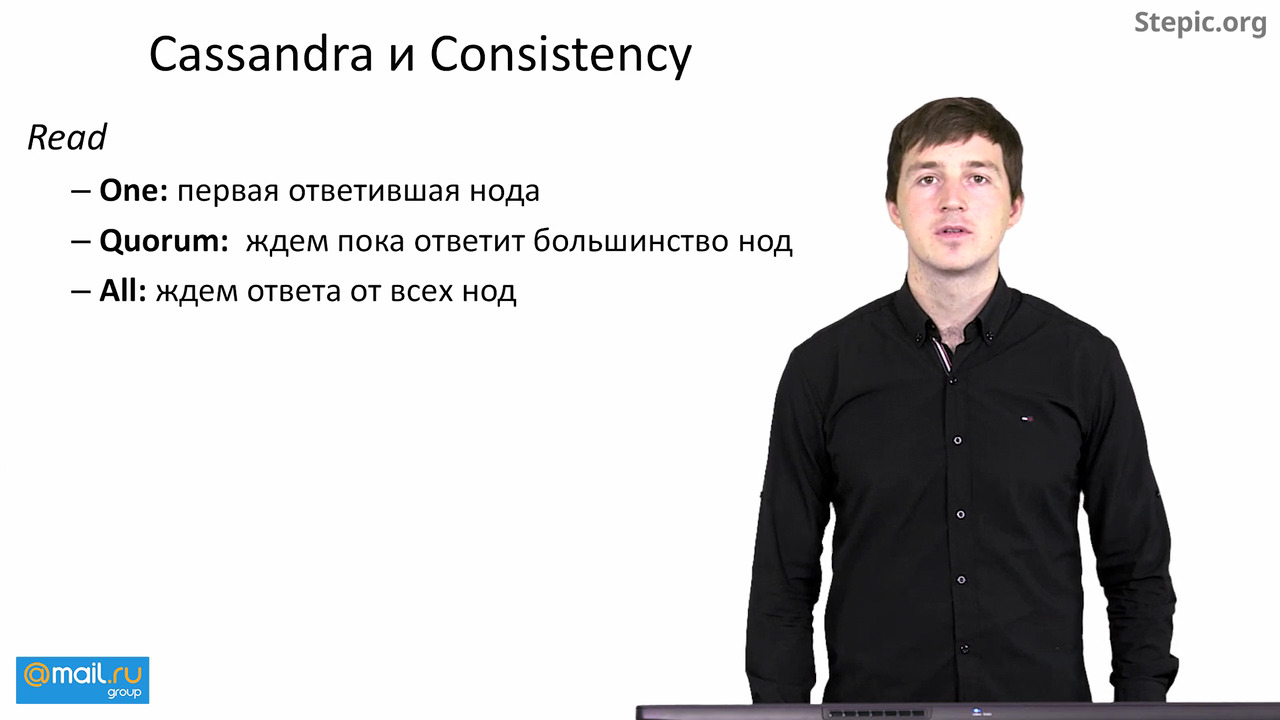 Stepic.org
Cassandra и Consistency
Read
– One: первая ответившая нода
– Quorum: ждем пока ответит большинство нод
– All: ждем ответа от всех нод
@mail.ru
group